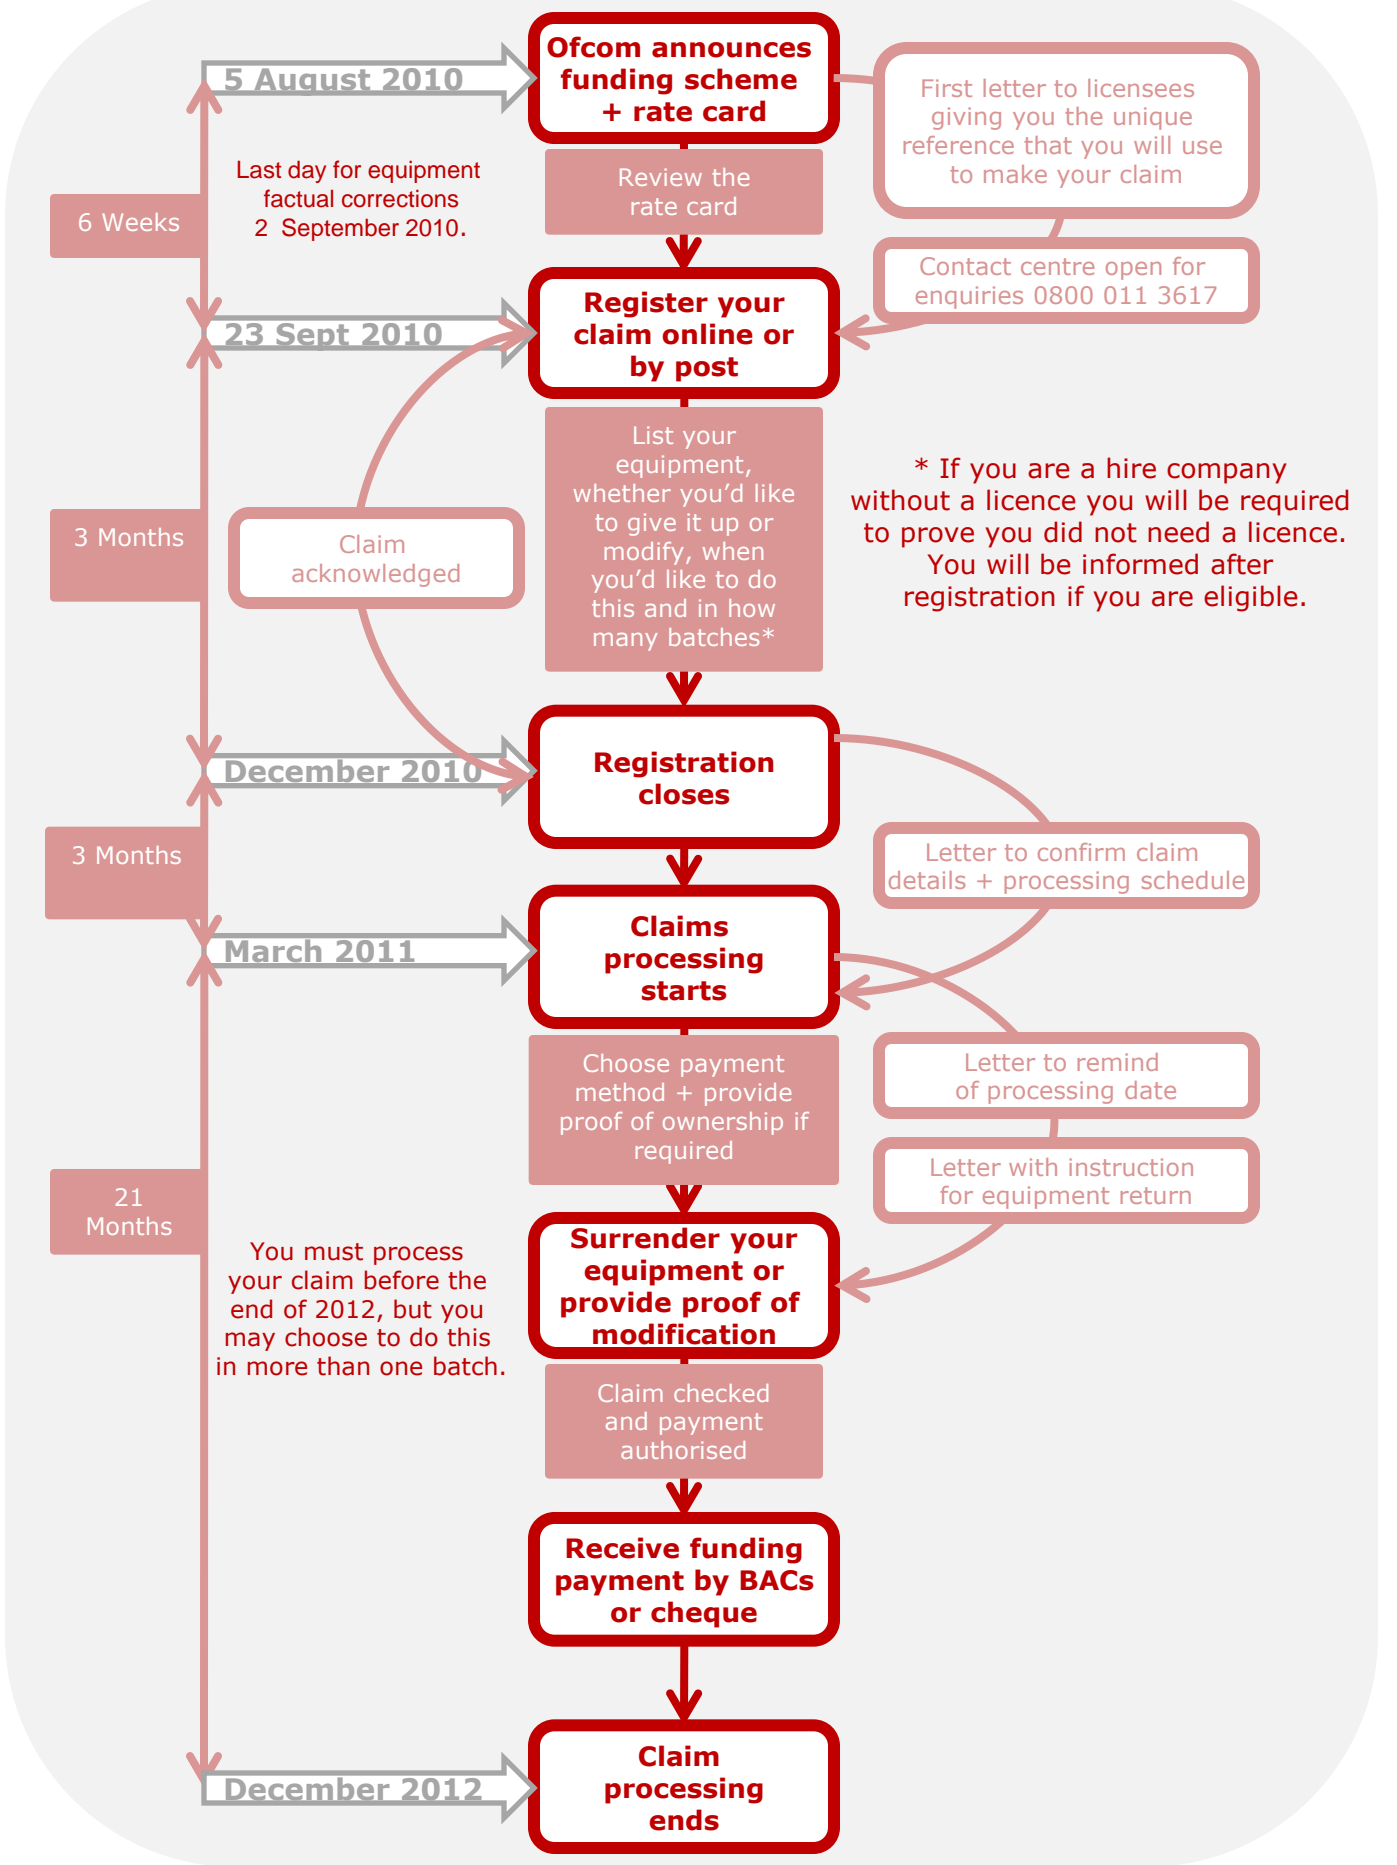 Ofcom announces
funding scheme
+ rate card
5 August 2010
First letter to licensees
giving you the unique
reference that you will use
to make your claim
Last day for equipment
factual corrections
2  September 2010.
Review the
rate card
6 Weeks
Contact centre open for
enquiries 0800 011 3617
Register your
claim online or
by post
23 Sept 2010
List your
equipment,
whether you’d like
to give it up or
modify, when
you’d like to do
this and in how
many batches*
* If you are a hire company
without a licence you will be required
to prove you did not need a licence.
You will be informed after
registration if you are eligible.
3 Months
Claim
acknowledged
Registration
closes
December 2010
3 Months
Letter to confirm claim
details + processing schedule
Claims
processing
starts
March 2011
Choose payment
method + provide
proof of ownership if
required
Letter to remind
of processing date
Letter with instruction
for equipment return
21
Months
Surrender your
equipment or
provide proof of
modification
You must process
your claim before the
end of 2012, but you
may choose to do this
in more than one batch.
Claim checked
and payment
authorised
Receive funding
payment by BACs
or cheque
Claim
processing
ends
December 2012